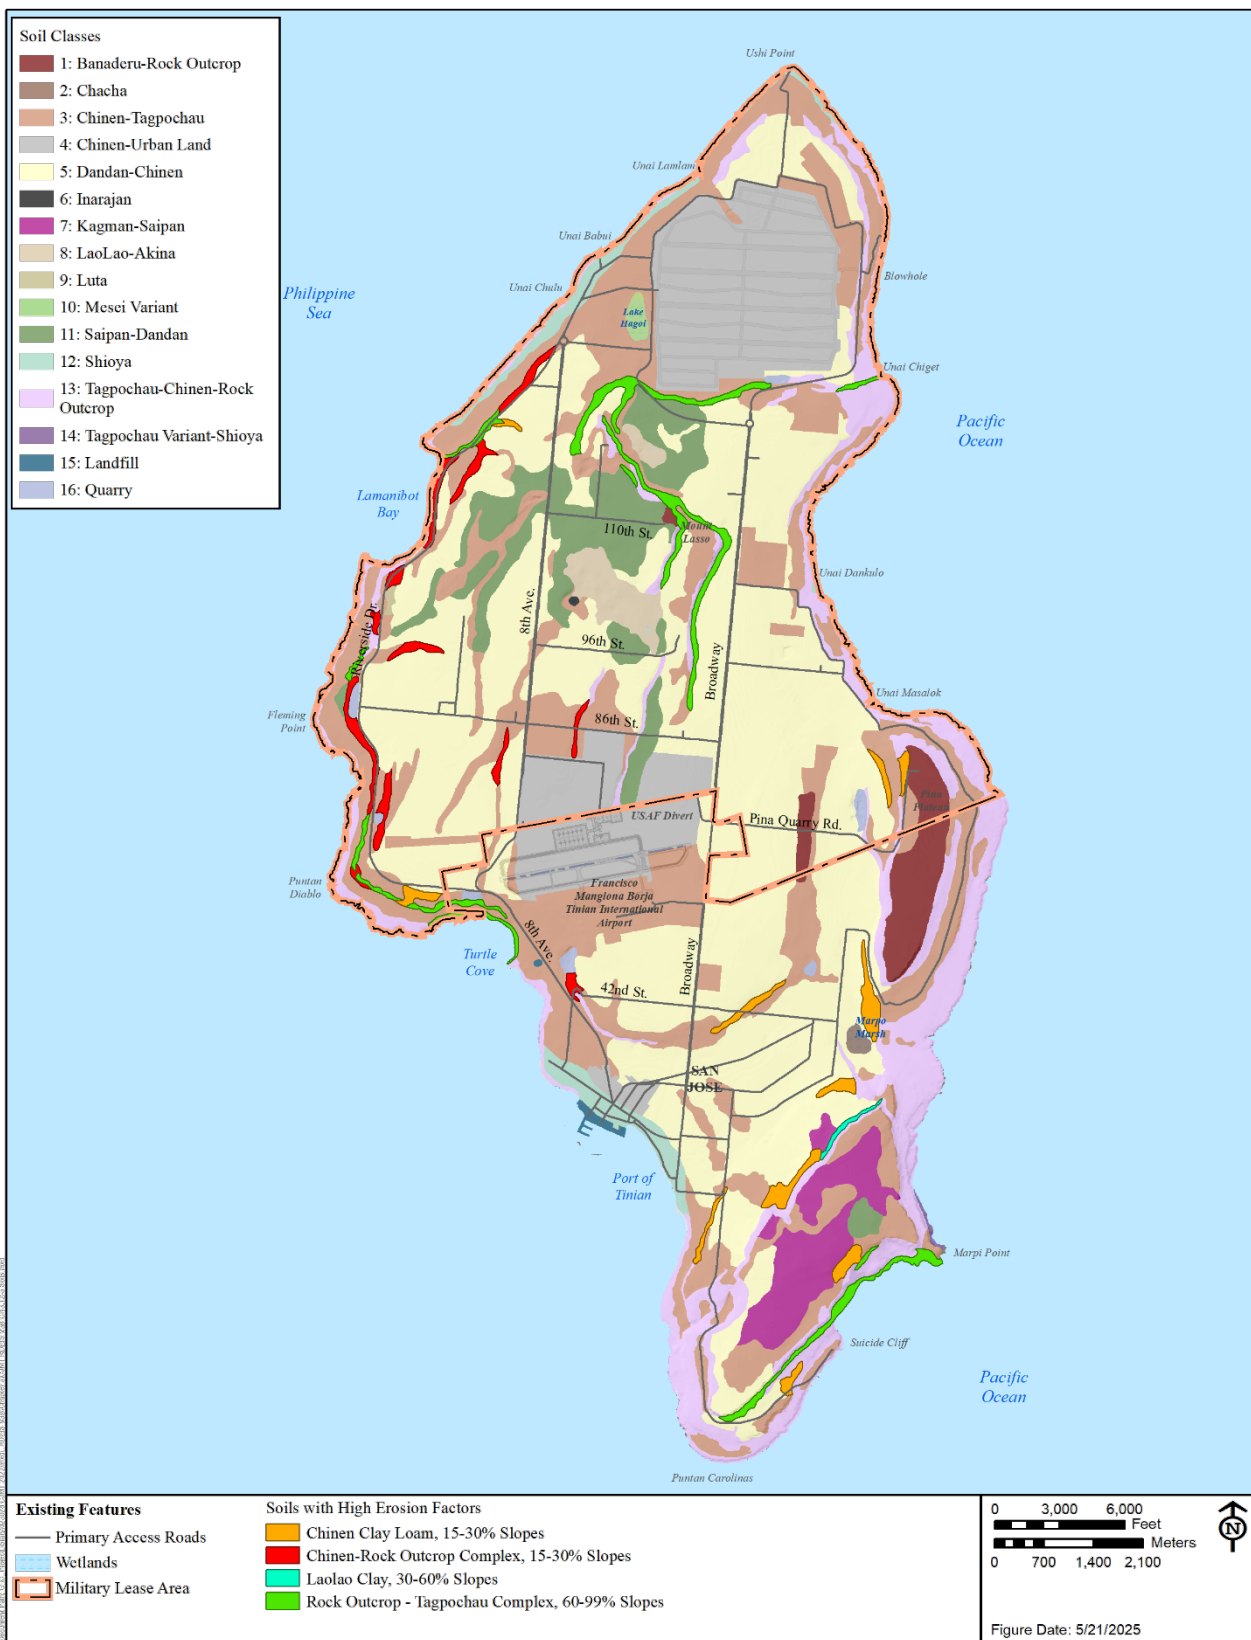 Soil Classes
1: Banaderu-Rock Outcrop
2: Chacha
3: Chinen-Tagpochau
4: Chinen-Urban Land
5: Dandan-Chinen
6: Inarajan
7: Kagman-Saipan
8: LaoLao-Akina
9: Luta
10: Mesei Variant
11: Saipan-Dandan
12: Shioya
13: Tagpochau-Chinen-Rock
Outcrop
14: Tagpochau Variant-Shioya
15: Landfill
16: Quarry
Ushi Point
Unai Lamlam
Unai Babui
Blowhole
Unai Chulu
Philippine
Sea
Lake
Hagoi
Unai Chiget
Pacific
Ocean
Lamanibot
Bay
110th St.
Mount
Lasso
Unai Dankulo
8th Ave.
Riverside Dr.
96th St.
Broadway
Unai Masalok
Fleming
Point
86th St.
Pina
Plateau
USAF Divert
Pina Quarry Rd.
Puntan
Diablo
Francisco
Manglona Borja
Tinian International
Airport
8th Ave.
Turtle
Cove
Broadway
42nd St.
Marpo
Marsh
SAN
JOSE
Port of
Tinian
Marpi Point
Suicide Cliff
Pacific
Ocean
Puntan Carolinas
Existing Features
Primary Access Roads
Wetlands
Military Lease Area
Soils with High Erosion Factors
Chinen Clay Loam, 15-30% Slopes
Chinen-Rock Outcrop Complex, 15-30% Slopes
Laolao Clay, 30-60% Slopes
Rock Outcrop - Tagpochau Complex, 60-99% Slopes
0 3,000 6,000
Feet
Meters
0 700 1,400 2,100
N
Figure Date: 5/21/2025